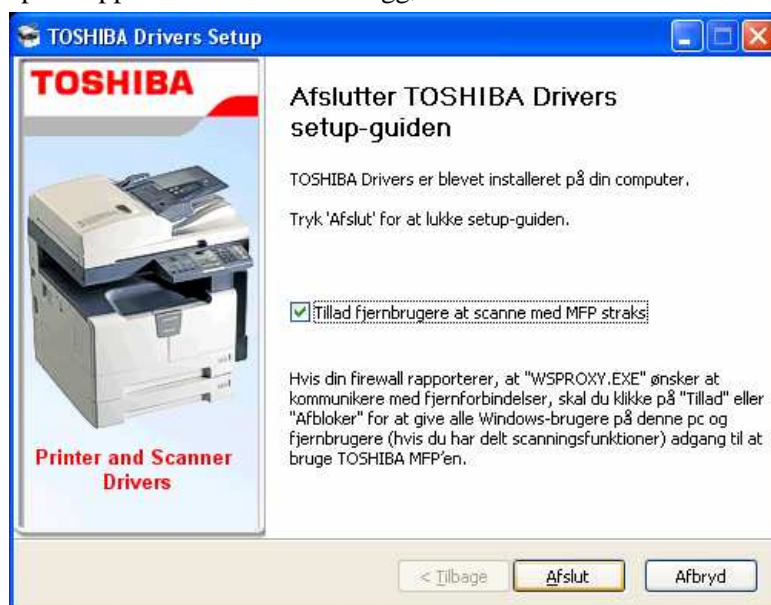 TOSHIBA Drivers Setup
TOSHIBA
Printer and Scanner
Drivers
Afslutter TOSHIBA Drivers
setup-guiden
TOSHIBA Drivers er blevet installeret på din computer.
Tryk 'Afslut' for at lukke setup-guiden.
Tillad fjernbrugere at scanne med MFP straks
Hvis din firewall rapporterer, at "WSPROXY.EXE" ønsker at
kommunikere med fjernforbindelser, skal du klikke på "Tillad" eller
"Afbloker" for at give alle Windows-brugere på denne pc og
fjernbrugere (hvis du har delt scanningsfunktioner) adgang til at
bruge TOSHIBA MFP'en.
< Tilbage
Afslut
Afbryd